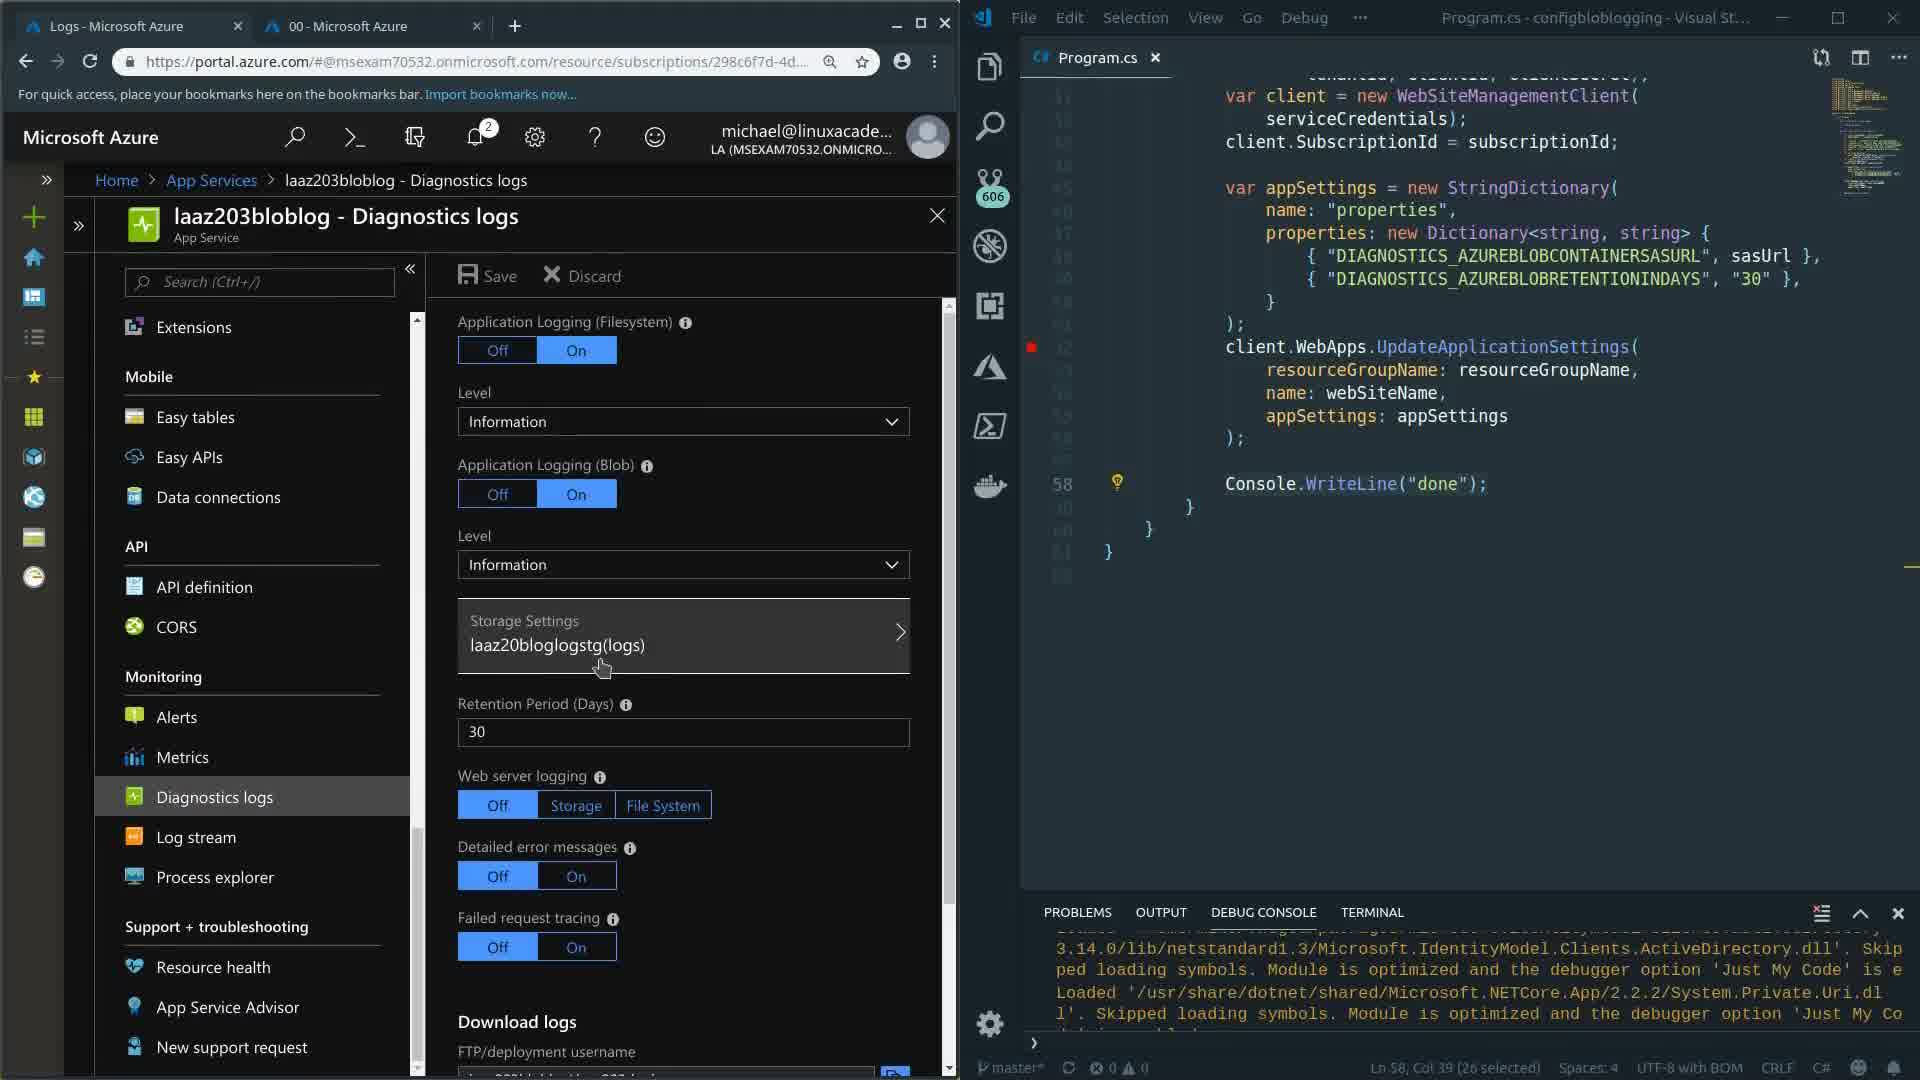 Logs - Microsoft Azure
00 - Microsoft Azure
https://portal.azure.com/#@msexam70532.onmicrosoft.com/resource/subscriptions/298c6f7d-4d...
For quick access, place your bookmarks here on the bookmarks bar. Import bookmarks now...
Microsoft Azure
2
michael@linuxacade...
LA (MSEXAM70532.ONMICRO...
Home > App Services > laaz203bloblog - Diagnostics logs
laaz203bloblog - Diagnostics logs
App Service
Search (Ctrl+/)
Extensions
Mobile
Easy tables
Easy APIs
Data connections
API
API definition
CORS
Monitoring
Alerts
Metrics
Diagnostics logs
Log stream
Process explorer
Support + troubleshooting
Resource health
App Service Advisor
New support request
Save Discard
Application Logging (Filesystem)
Off On
Level
Information
Application Logging (Blob)
Off On
Level
Information
Storage Settings
laaz20bloglogstg(logs)
Retention Period (Days)
30
Web server logging
Off Storage File System
Detailed error messages
Off On
Failed request tracing
Off On
Download logs
FTP/deployment username
File Edit Selection View Go Debug ... Program.cs - configbloblogging - Visual St...
Program.cs
606
var client = new WebSiteManagementClient(
serviceCredentials);
client.SubscriptionId = subscriptionId;
var appSettings = new StringDictionary(
name: "properties",
properties: new Dictionary<string, string> {
{ "DIAGNOSTICS_AZUREBLOBCONTAINERSASURL", sasUrl },
{ "DIAGNOSTICS_AZUREBLOBRETENTIONINDAYS", "30" },
}
);
client.WebApps.UpdateApplicationSettings(
resourceGroupName: resourceGroupName,
name: webSiteName,
appSettings: appSettings
);
58 Console.WriteLine("done");
}
}
}
PROBLEMS OUTPUT DEBUG CONSOLE TERMINAL
3.14.0/lib/netstandard1.3/Microsoft.IdentityModel.Clients.ActiveDirectory.dll'. Skip
ped loading symbols. Module is optimized and the debugger option 'Just My Code' is e
Loaded '/usr/share/dotnet/shared/Microsoft.NETCore.App/2.2.2/System.Private.Uri.dl
l'. Skipped loading symbols. Module is optimized and the debugger option 'Just My Co
master* 0 0 Ln 58, Col 39 (26 selected) Spaces: 4 UTF-8 with BOM CRLF C#